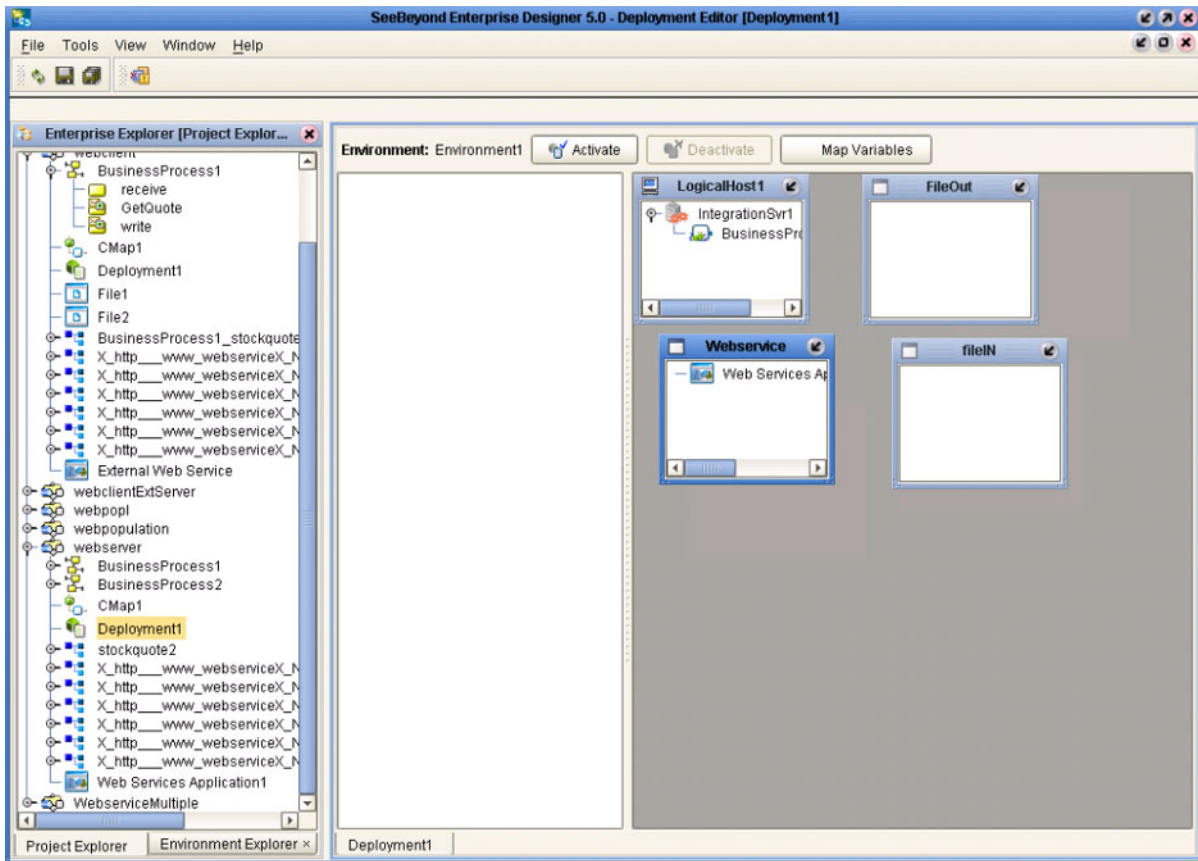 SeeBeyond Enterprise Designer 5.0 - Deployment Editor [Deployment1]
File Tools View Window Help
Enterprise Explorer [Project Explor...
webclient
BusinessProcess1
receive
GetQuote
write
CMap1
Deployment1
File1
File2
BusinessProcess1_stockquote
X_http___www_webserviceX_N
X_http___www_webserviceX_N
X_http___www_webserviceX_N
X_http___www_webserviceX_N
X_http___www_webserviceX_N
X_http___www_webserviceX_N
External Web Service
webclientExtServer
webpopl
webpopulation
webserver
BusinessProcess1
BusinessProcess2
CMap1
Deployment1
stockquote2
X_http___www_webserviceX_N
X_http___www_webserviceX_N
X_http___www_webserviceX_N
X_http___www_webserviceX_N
X_http___www_webserviceX_N
X_http___www_webserviceX_N
Web Services Application1
WebserviceMultiple
Project Explorer Environment Explorer ×
Environment: Environment1 Activate Deactivate Map Variables
LogicalHost1
IntegrationSvr1
BusinessPro
FileOut
Webservice
Web Services Ap
fileIN
Deployment1